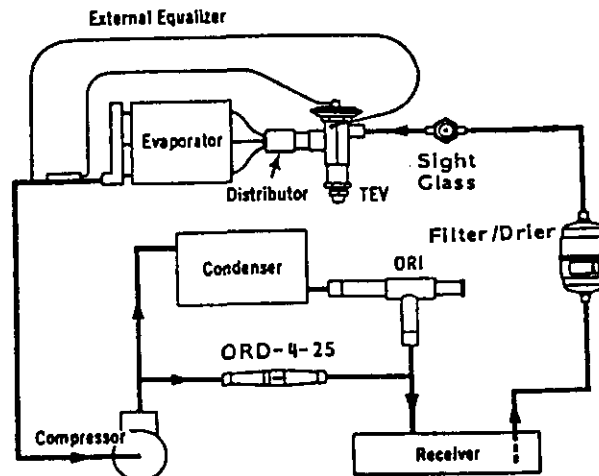 External Equalizer
Evaporator
Distributor
TEV
Sight
Glass
Filter/Drier
Condenser
ORI
ORD-4-25
Compressor
Receiver